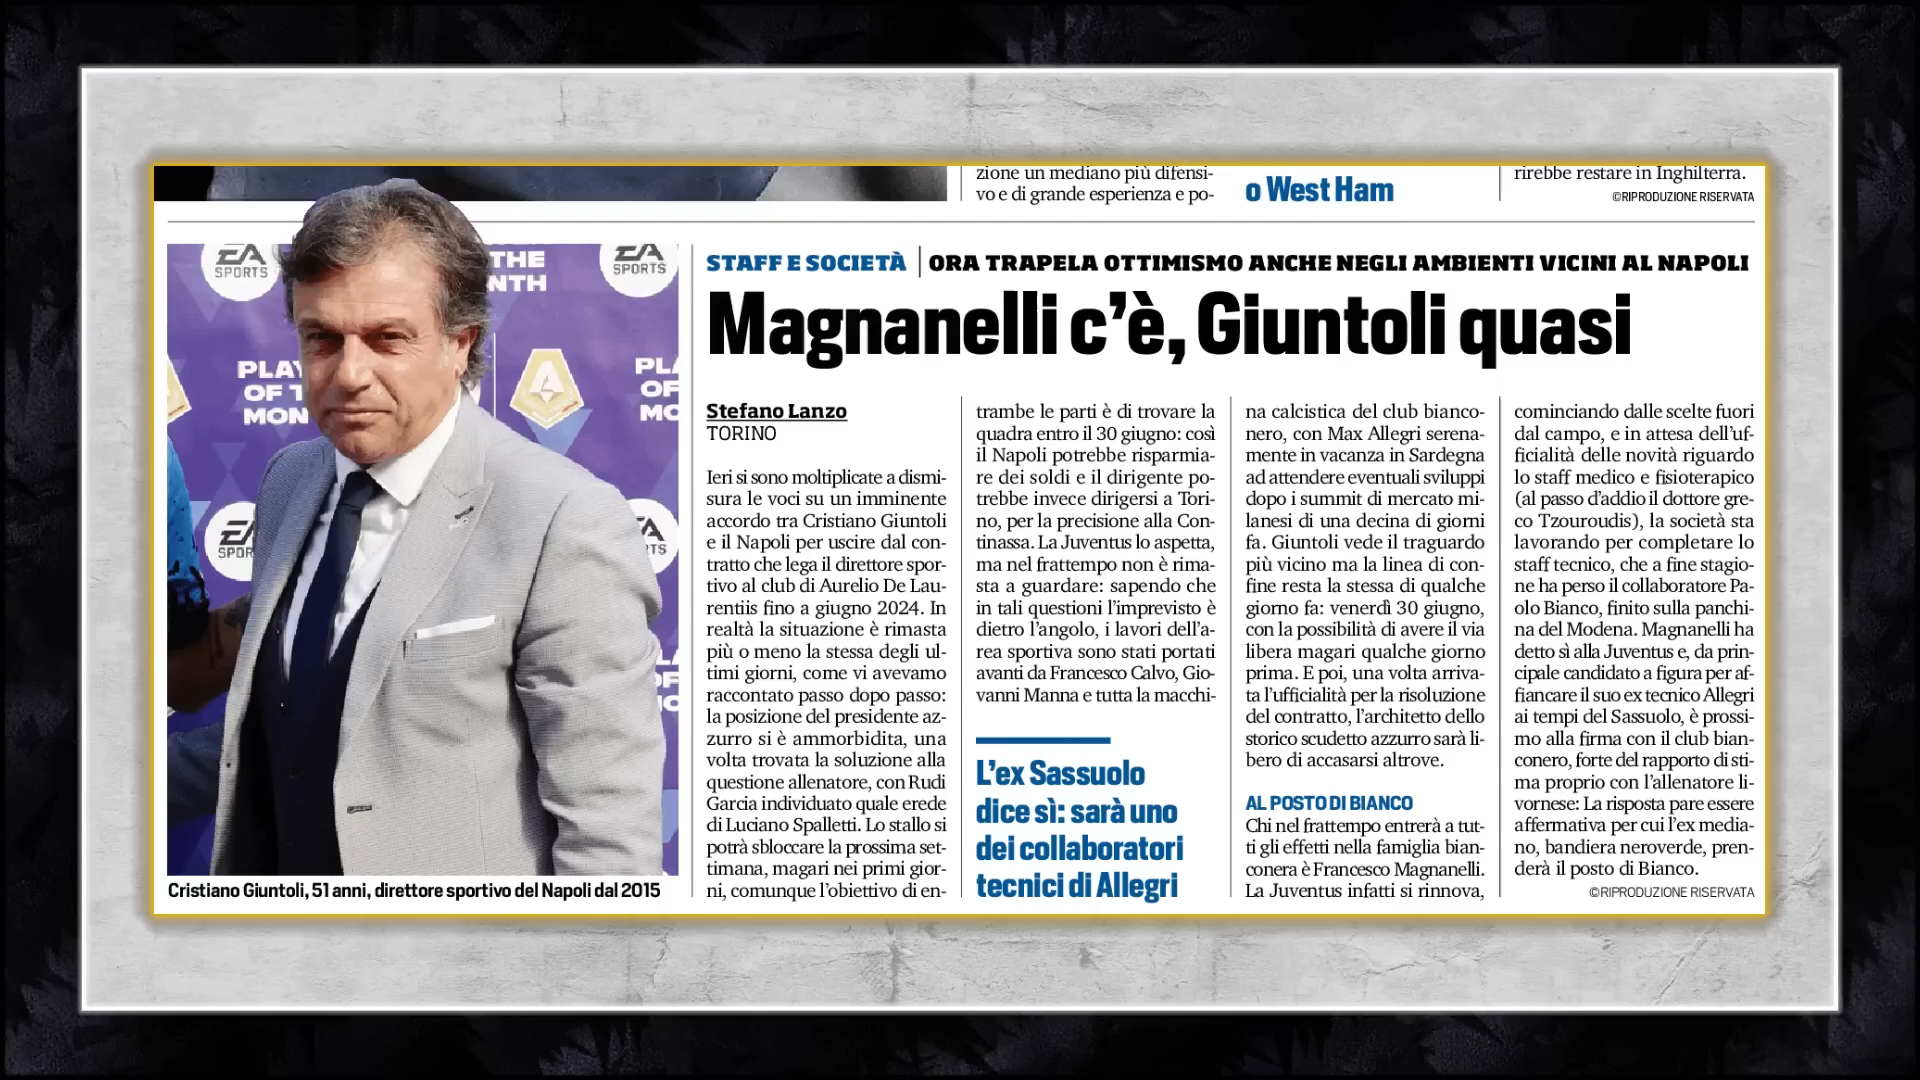 zione un mediano più difensi-
vo e di grande esperienza e po-
o West Ham
rirebbe restare in Inghilterra.
©RIPRODUZIONE RISERVATA
EA
SPORTS
THE
NTH
EA
SPORTS
PLAY
OF T
MON
PL
OF
MO
SPOR
STAFF E SOCIETÀ | ORA TRAPELA OTTIMISMO ANCHE NEGLI AMBIENTI VICINI AL NAPOLI
Magnanelli c'è, Giuntoli quasi
Stefano Lanzo
TORINO
Ieri si sono moltiplicate a dismi-
sura le voci su un imminente
accordo tra Cristiano Giuntoli
e il Napoli per uscire dal con-
tratto che lega il direttore spor-
tivo al club di Aurelio De Lau-
rentiis fino a giugno 2024. In
realtà la situazione è rimasta
più o meno la stessa degli ul-
timi giorni, come vi avevamo
raccontato passo dopo passo:
la posizione del presidente az-
zurro si è ammorbidita, una
volta trovata la soluzione alla
questione allenatore, con Rudi
Garcia individuato quale erede
di Luciano Spalletti. Lo stallo si
potrà sbloccare la prossima set-
timana, magari nei primi gior-
ni, comunque l'obiettivo di en-
trambe le parti è di trovare la
quadra entro il 30 giugno: così
il Napoli potrebbe risparmia-
re dei soldi e il dirigente po-
trebbe invece dirigersi a Tori-
no, per la precisione alla Con-
tinassa. La Juventus lo aspetta,
ma nel frattempo non è rima-
sta a guardare: sapendo che
in tali questioni l'imprevisto è
dietro l'angolo, i lavori dell'a-
rea sportiva sono stati portati
avanti da Francesco Calvo, Gio-
vanni Manna e tutta la macchi-
L'ex Sassuolo
dice sì: sarà uno
dei collaboratori
tecnici di Allegri
na calcistica del club bianco-
nero, con Max Allegri serena-
mente in vacanza in Sardegna
ad attendere eventuali sviluppi
dopo i summit di mercato mi-
lanesi di una decina di giorni
fa. Giuntoli vede il traguardo
più vicino ma la linea di con-
fine resta la stessa di qualche
giorno fa: venerdì 30 giugno,
con la possibilità di avere il via
libera magari qualche giorno
prima. E poi, una volta arriva-
ta l'ufficialità per la risoluzione
del contratto, l'architetto dello
storico scudetto azzurro sarà li-
bero di accasarsi altrove.
AL POSTO DI BIANCO
Chi nel frattempo entrerà a tut-
ti gli effetti nella famiglia bian-
conera è Francesco Magnanelli.
La Juventus infatti si rinnova,
cominciando dalle scelte fuori
dal campo, e in attesa dell'uf-
ficialità delle novità riguardo
lo staff medico e fisioterapico
(al passo d'addio il dottore gre-
co Tzouroudis), la società sta
lavorando per completare lo
staff tecnico, che a fine stagio-
ne ha perso il collaboratore Pa-
olo Bianco, finito sulla panchi-
na del Modena. Magnanelli ha
detto sì alla Juventus e, da prin-
cipale candidato a figura per af-
fiancare il suo ex tecnico Allegri
ai tempi del Sassuolo, è prossi-
mo alla firma con il club bian-
conero, forte del rapporto di sti-
ma proprio con l'allenatore li-
vornese: La risposta pare essere
affermativa per cui l'ex media-
no, bandiera neroverde, pren-
derà il posto di Bianco.
©RIPRODUZIONE RISERVATA
Cristiano Giuntoli, 51 anni, direttore sportivo del Napoli dal 2015